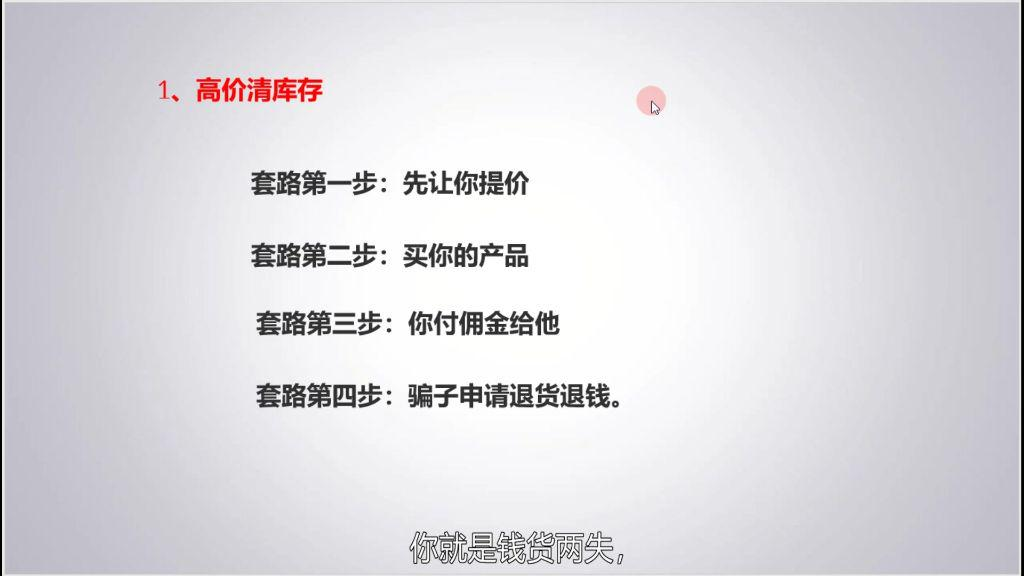 1、高价清库存
套路第一步：先让你提价
套路第二步：买你的产品
套路第三步：你付佣金给他
套路第四步：骗子申请退货退钱。
你就是钱货两失，